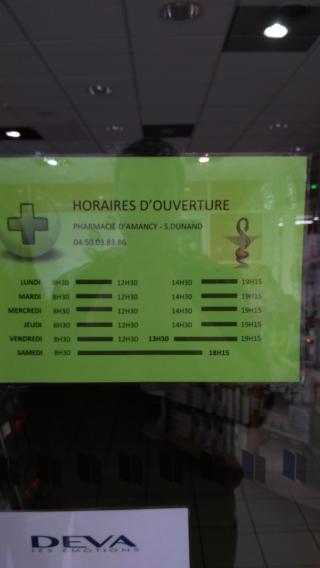 HORAIRES D'OUVERTURE
PHARMACIE D'AMANCY - S.DUNAND
04.50.03.83.86
LUNDI 8H30 12H30 14H30 19H15
MARDI 8H30 12H30 14H30 19H15
MERCREDI 8H30 12H30 14H30 19H15
JEUDI 8H30 12H30 14H30 19H15
VENDREDI 8H30 12H30 13H30 19H15
SAMEDI 8H30 18H15
DEVA
LES ÉMOTIONS